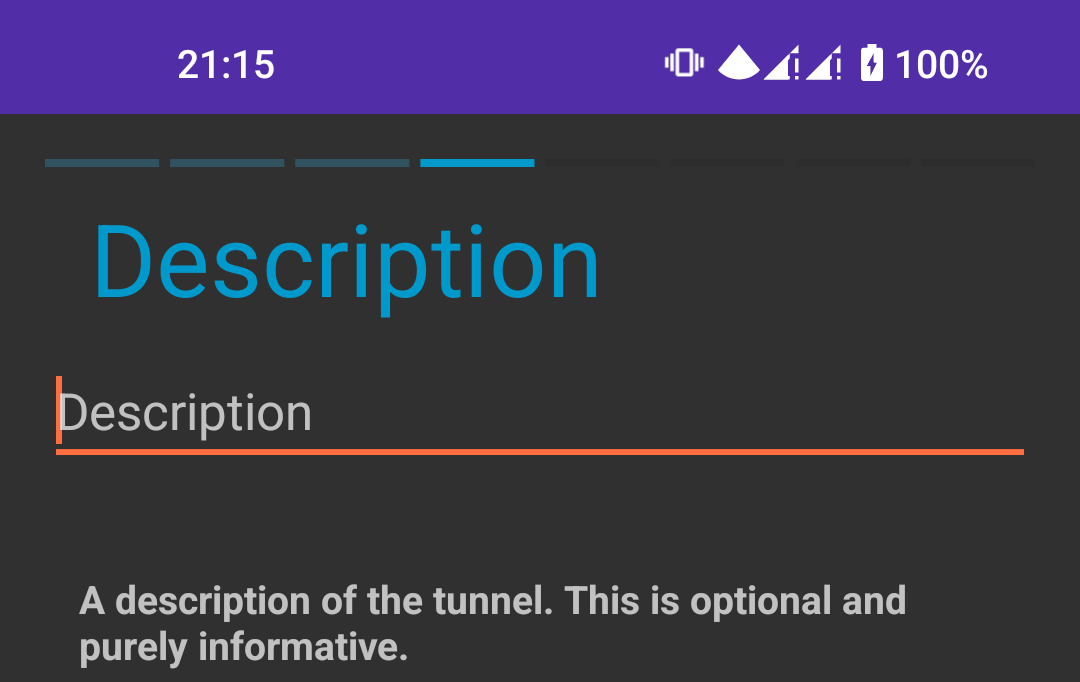 21:15 100%
Description
Description
A description of the tunnel. This is optional and
purely informative.